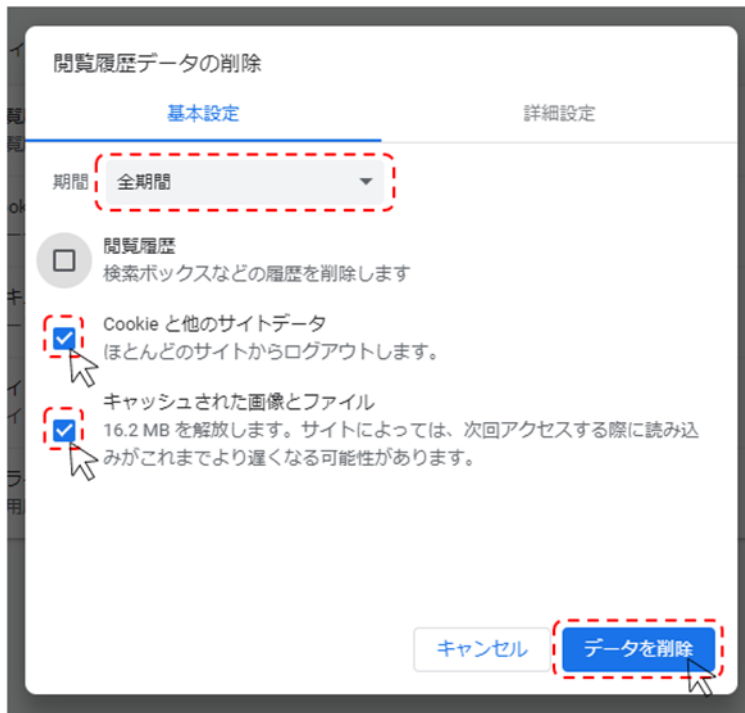 閲覧履歴データの削除
基本設定
詳細設定
期間
全期間
閲覧履歴
検索ボックスなどの履歴を削除します
Cookie と他のサイトデータ
ほとんどのサイトからログアウトします。
キャッシュされた画像とファイル
16.2 MB を解放します。サイトによっては、次回アクセスする際に読み込
みがこれまでより遅くなる可能性があります。
キャンセル
データを削除